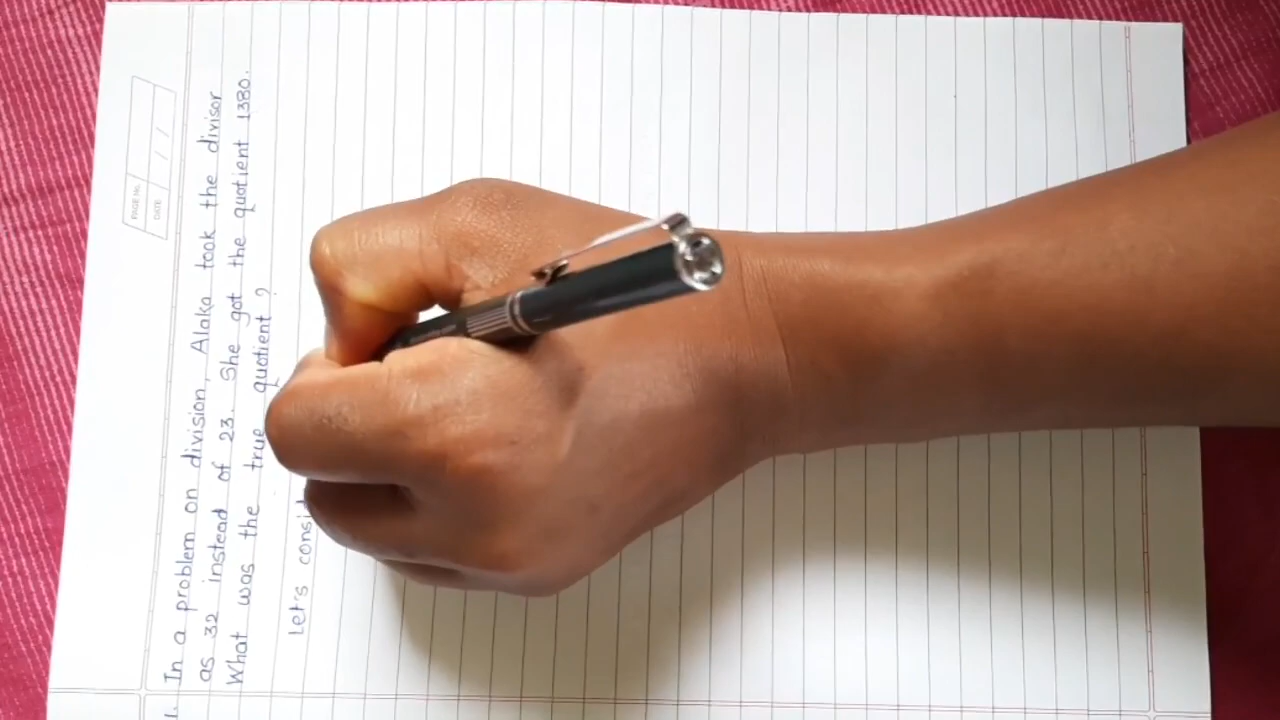 PAGE No.
DATE / /
1. In a problem on division, Alaka took the divisor
as 32 instead of 23. She got the quotient 1380.
What was the true quotient ?
Let's